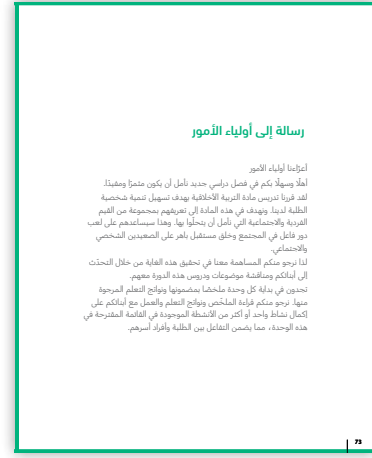 رسالة إلى أولياء الأمور
أعزّاءنا أولياء الأمور
أهلًا وسهلًا بكم في فصل دراسي جديد نأمل أن يكون مثمرًا ومفيدًا.
لقد قررنا تدريس مادة التربية الأخلاقية بهدف تسهيل تنمية شخصية
الطلبة لدينا. ونهدف في هذه المادة إلى تعريفهم بمجموعة من القيم
الفردية والاجتماعية التي نأمل أن يتحلّوا بها. وهذا سيساعدهم على لعب
دور فاعل في المجتمع وخلق مستقبل باهر على الصعيدين الشخصي
والاجتماعي.
لذا نرجو منكم المساهمة معنا في تحقيق هذه الغاية من خلال التحدّث
إلى أبنائكم ومناقشة موضوعات ودروس هذه الدورة معهم.
تجدون في بداية كل وحدة ملخصًا بمضمونها ونواتج التعلم المرجوة
منها. نرجو منكم قراءة الملخّص ونواتج التعلم والعمل مع أبنائكم على
إكمال نشاط واحد أو أكثر من الأنشطة الموجودة في القائمة المقترحة في
هذه الوحدة، مما يضمن التفاعل بين الطلبة وأفراد أسرهم.
73